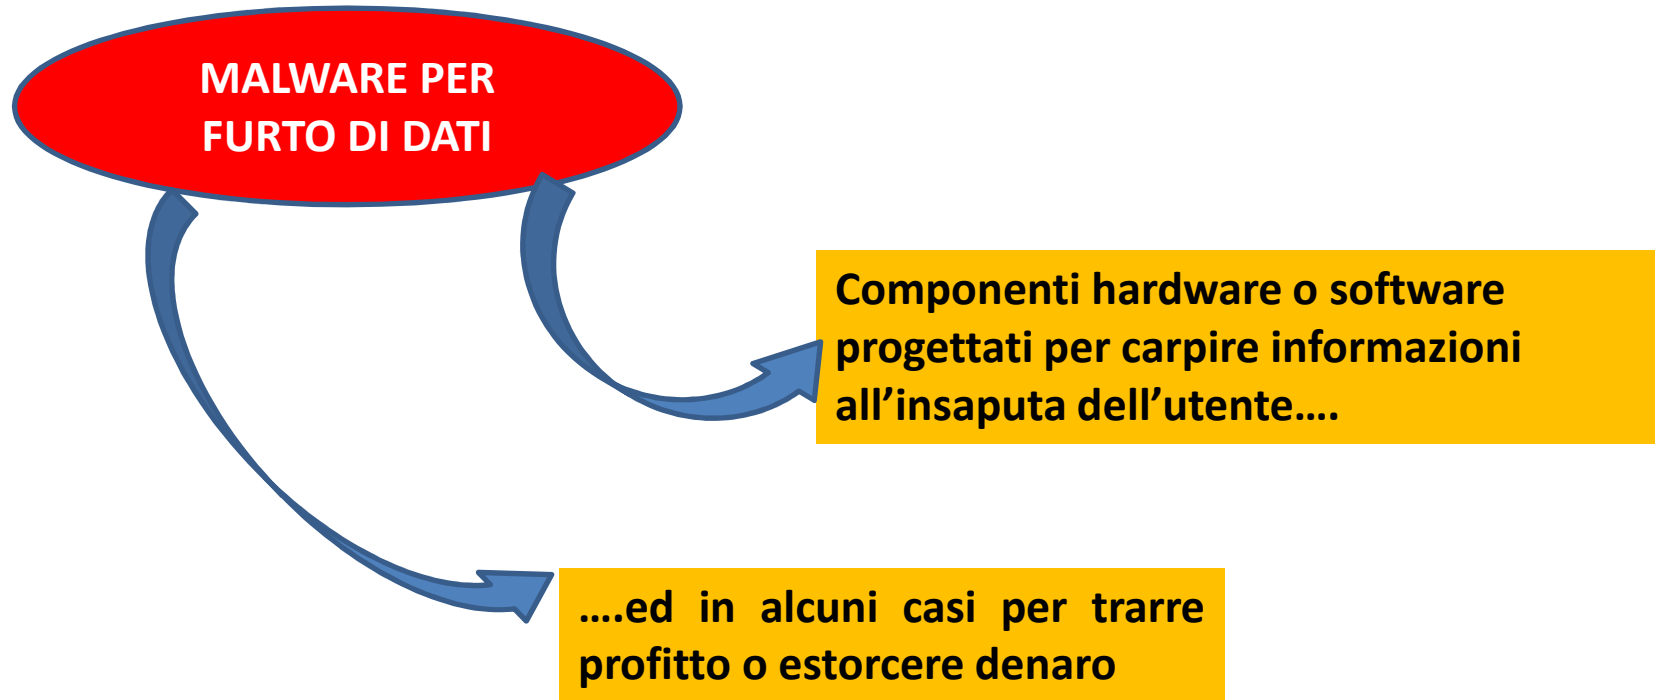 MALWARE PER
FURTO DI DATI
Componenti hardware o software
progettati per carpire informazioni
all’insaputa dell’utente….
….ed in alcuni casi per trarre
profitto o estorcere denaro